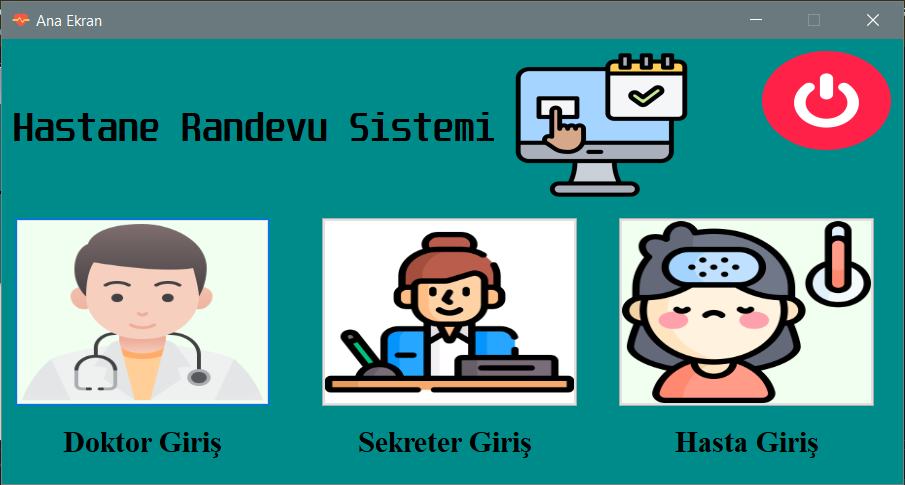 Ana Ekran
Hastane Randevu Sistemi
Doktor Giriş
Sekreter Giriş
Hasta Giriş